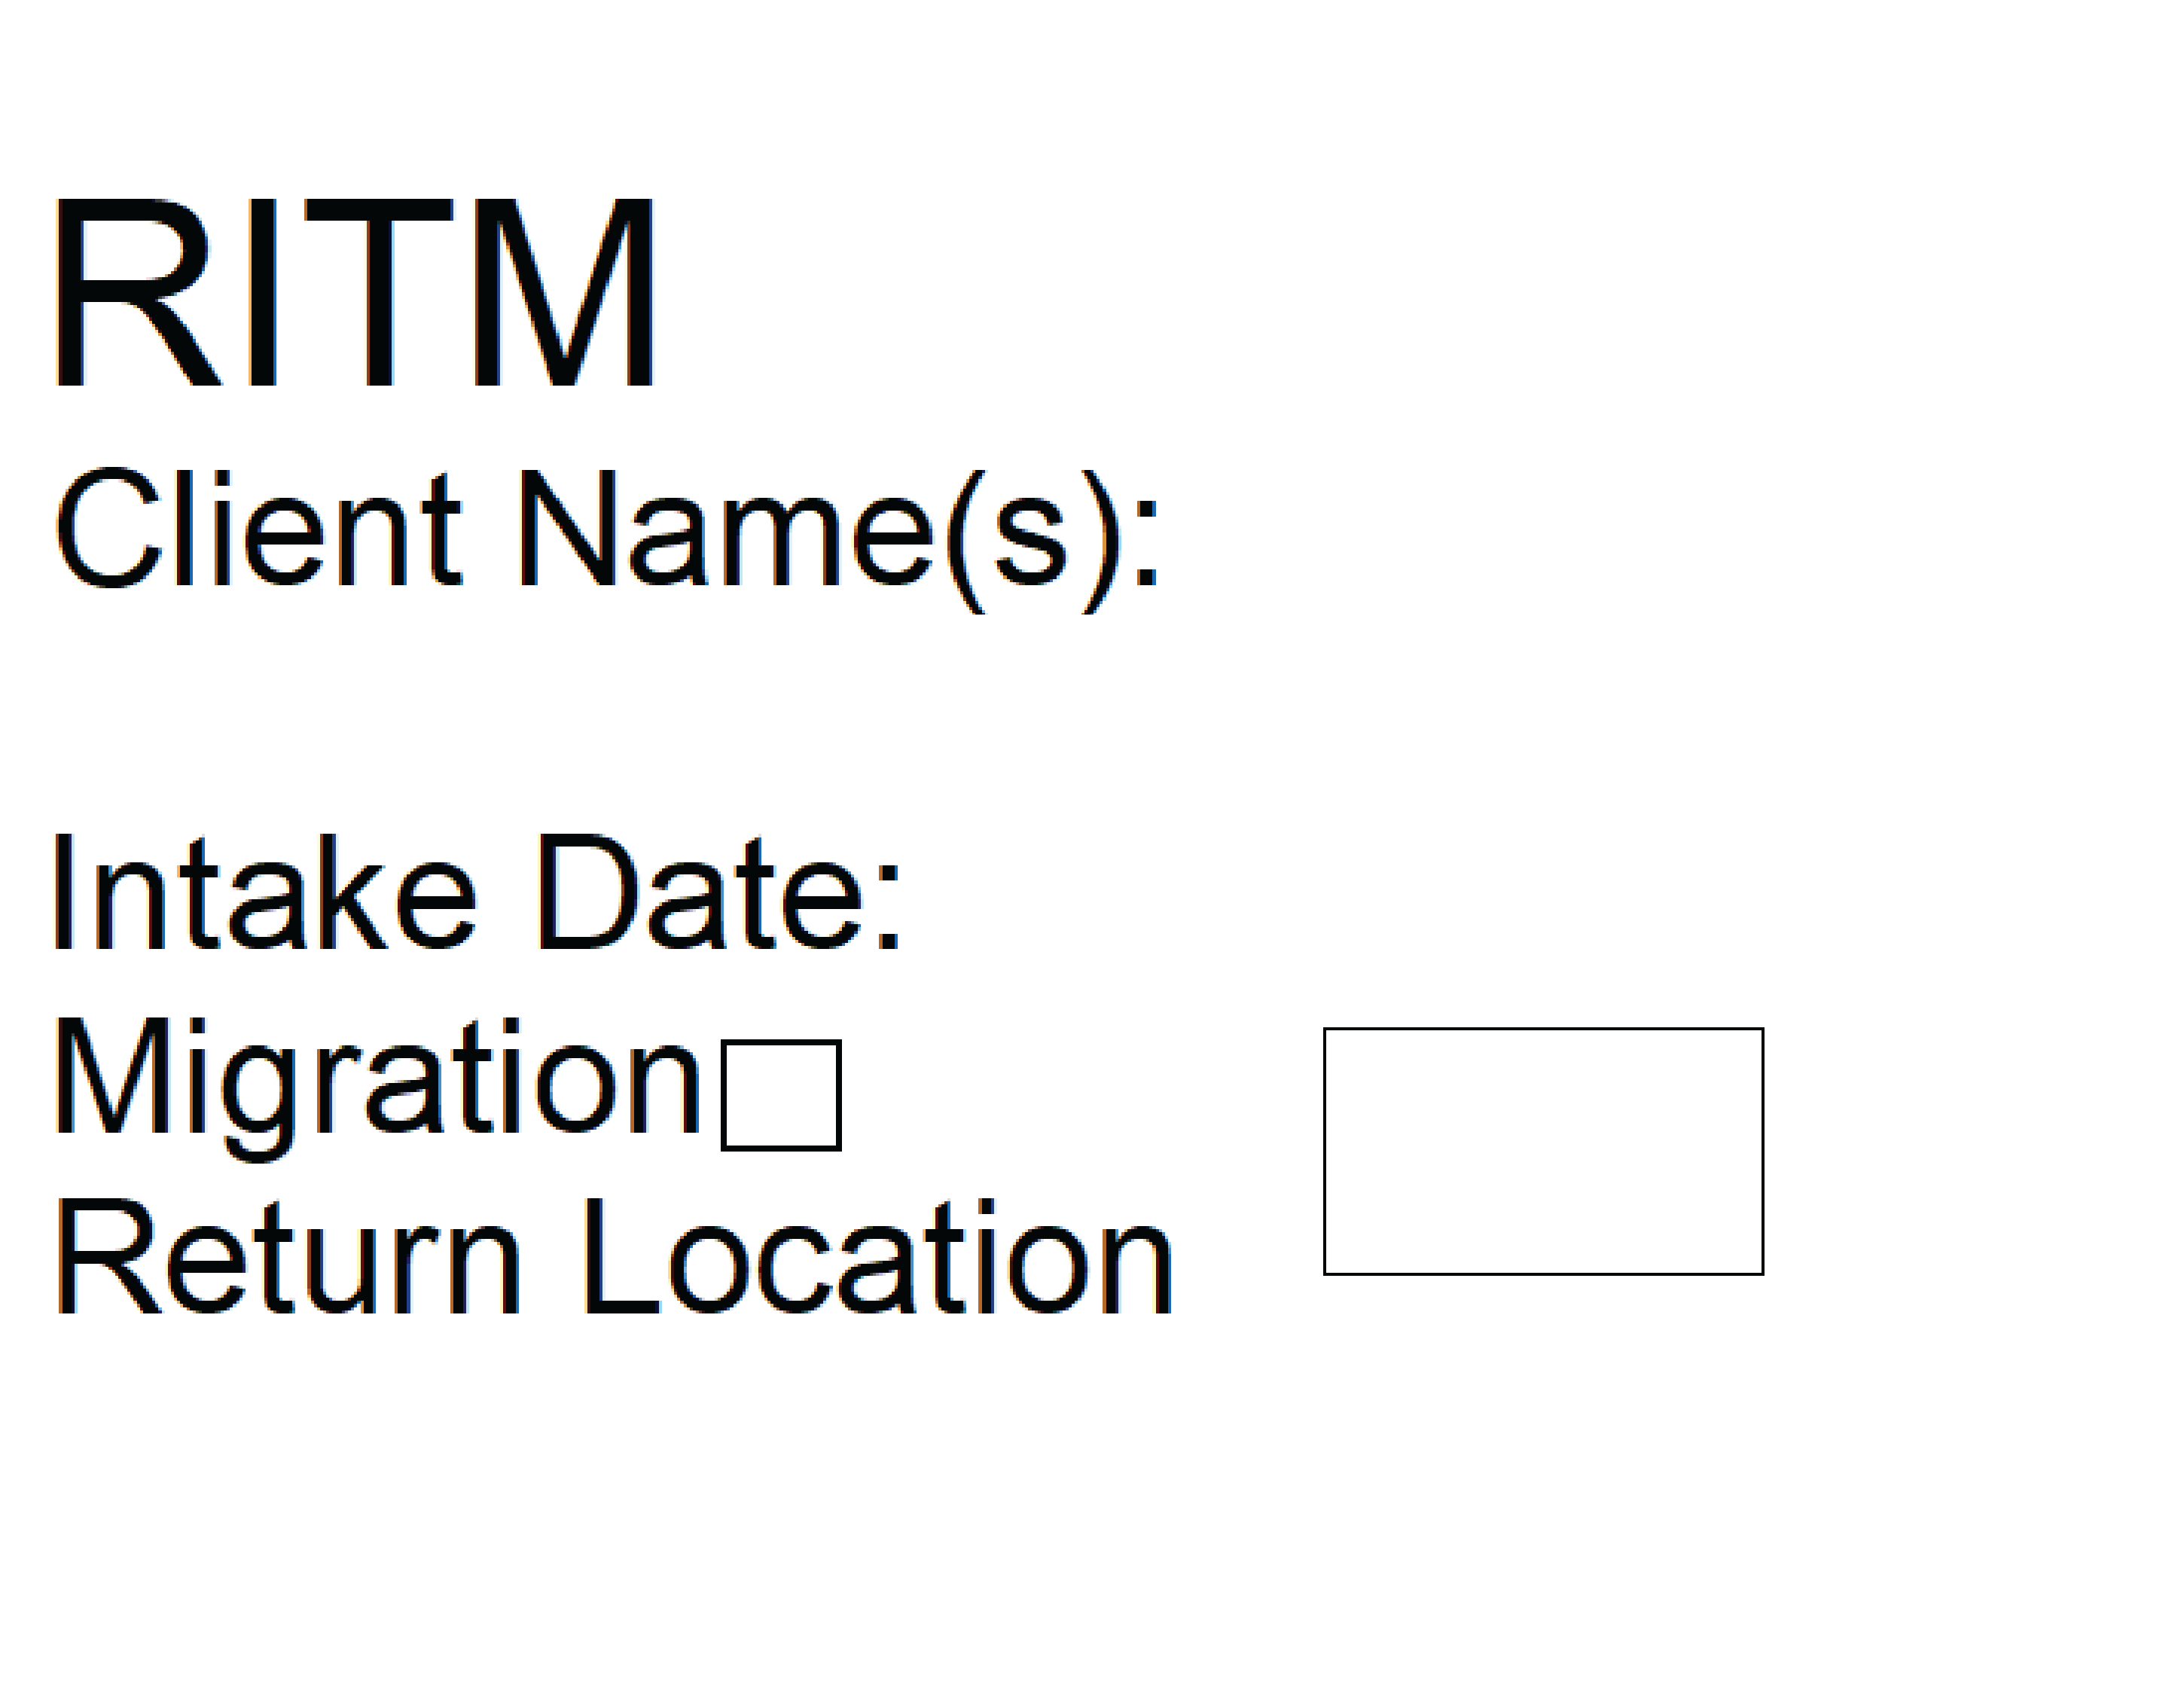 RITM
Client Name(s):
Intake Date:
Migration
Return Location